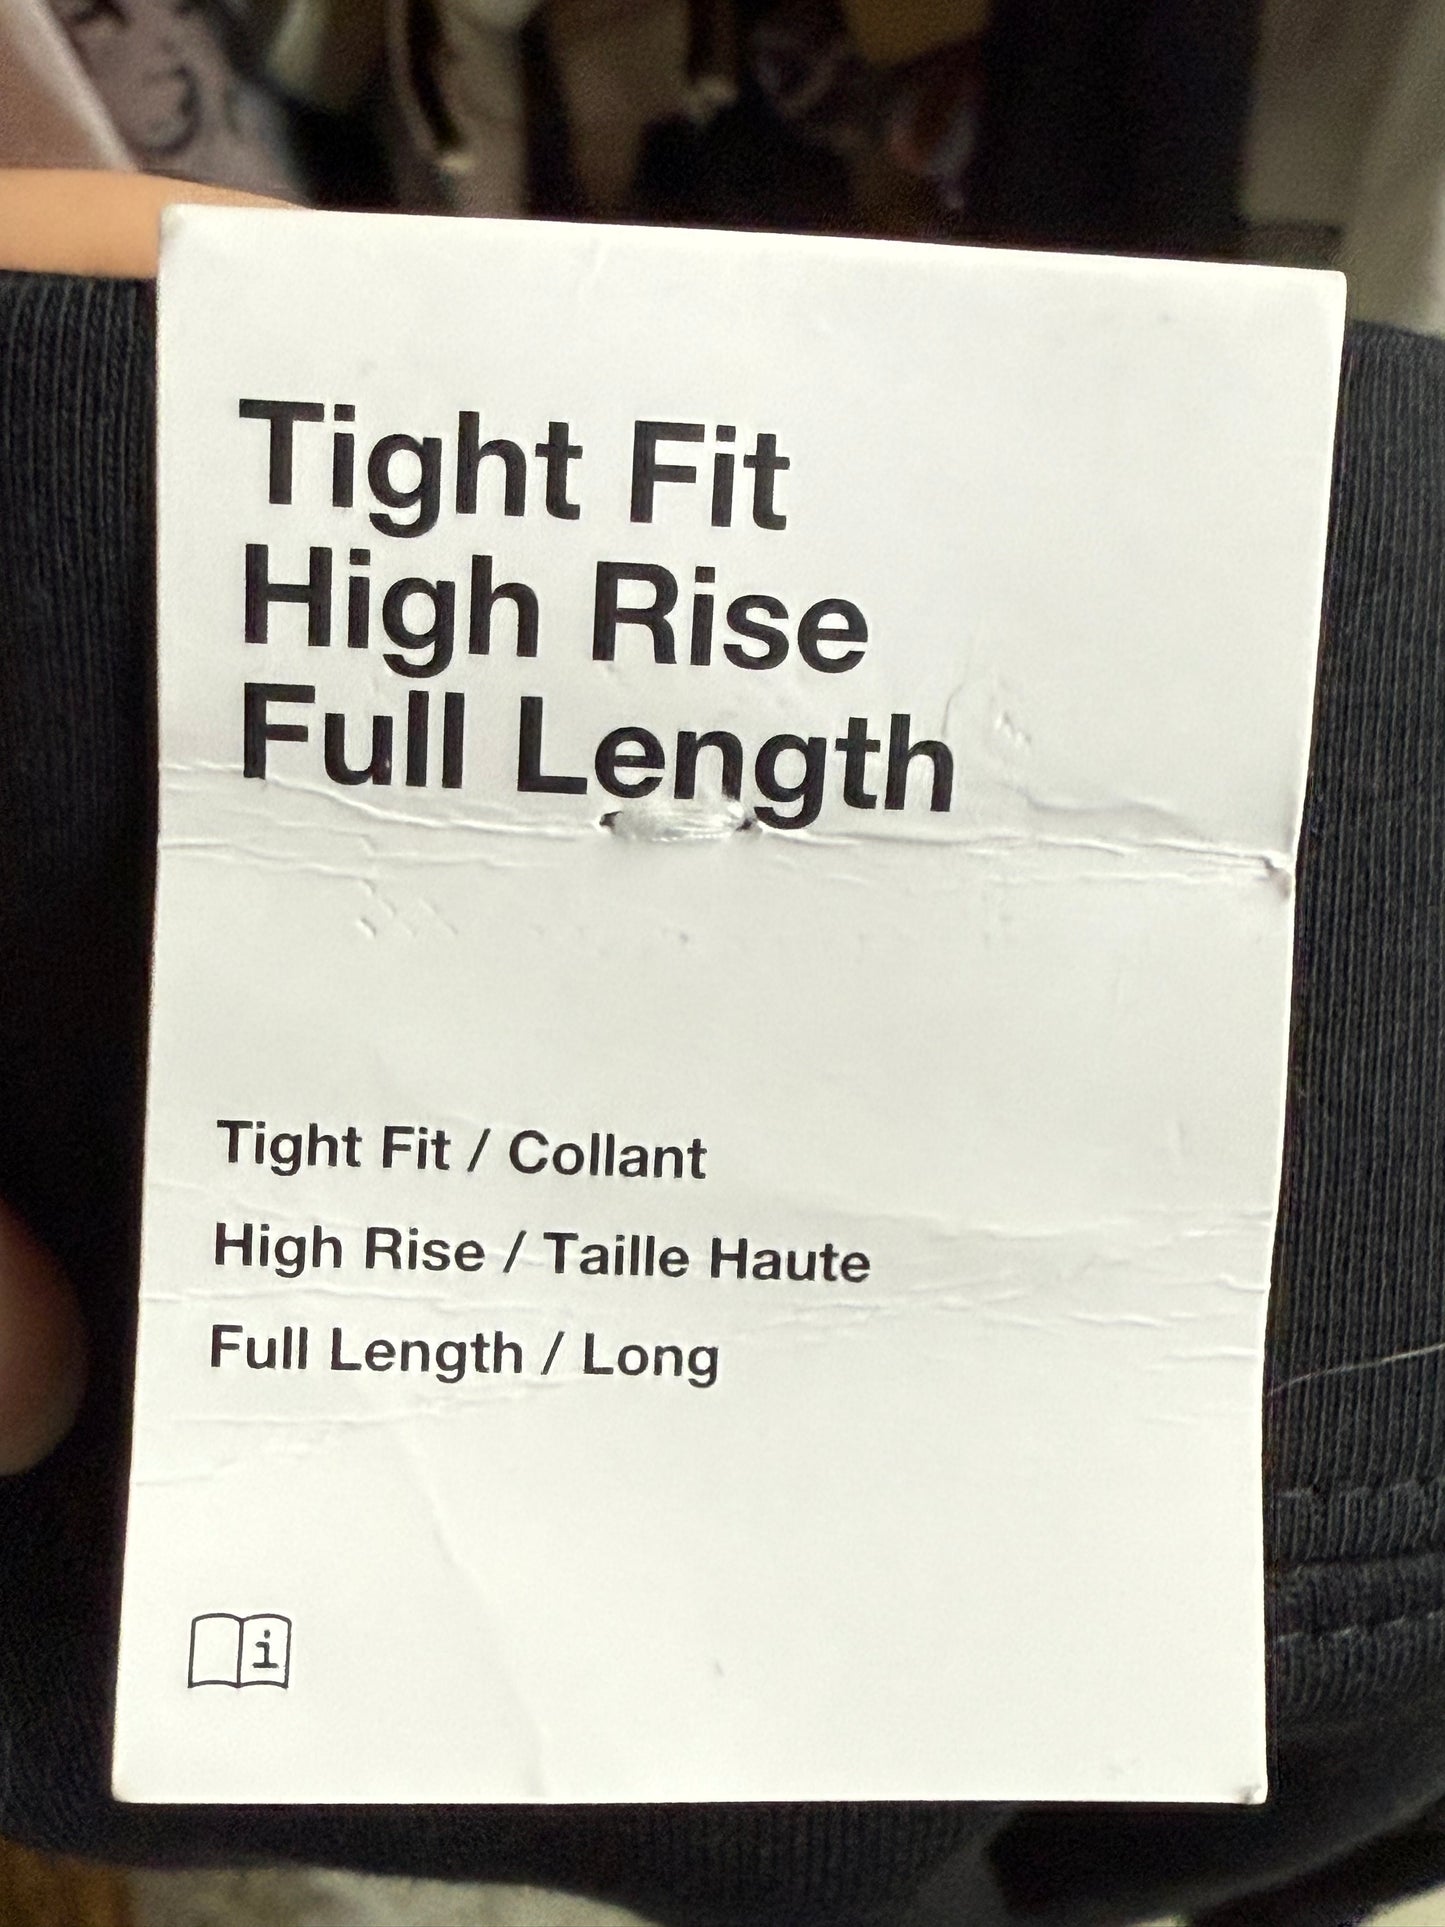 Tight Fit
High Rise
Full Length
Tight Fit / Collant
High Rise / Taille Haute
Full Length / Long
i